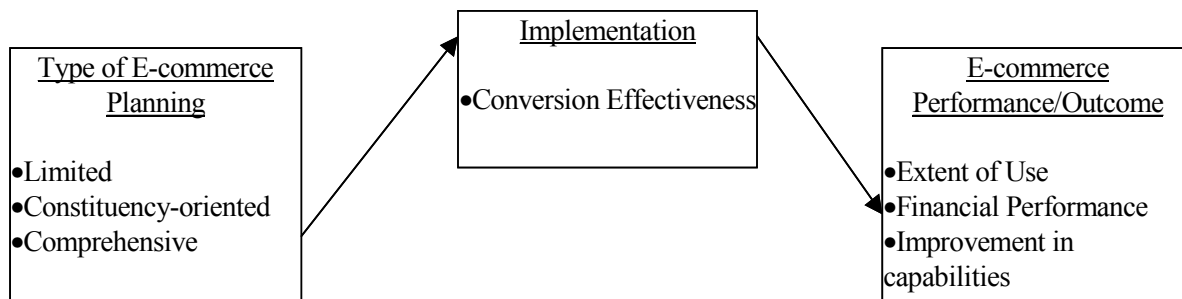 Type of E-commerce
Planning
•Limited
•Constituency-oriented
•Comprehensive
Implementation
•Conversion Effectiveness
E-commerce
Performance/Outcome
•Extent of Use
•Financial Performance
•Improvement in
capabilities